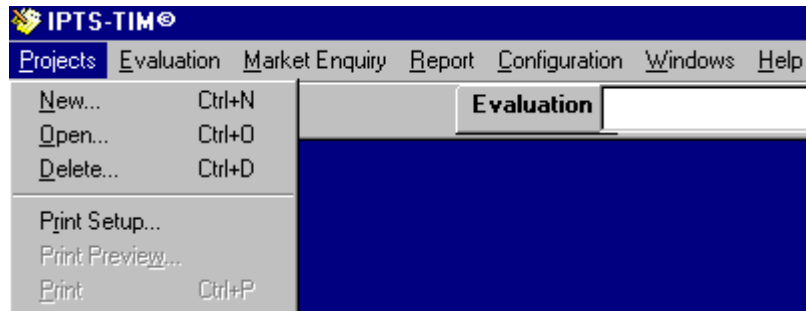 IPTS-TIM©
Projects Evaluation Market Enquiry Report Configuration Windows Help
New... Ctrl+N
Evaluation
Open... Ctrl+O
Delete... Ctrl+D
Print Setup...
Print Preview...
Print Ctrl+P